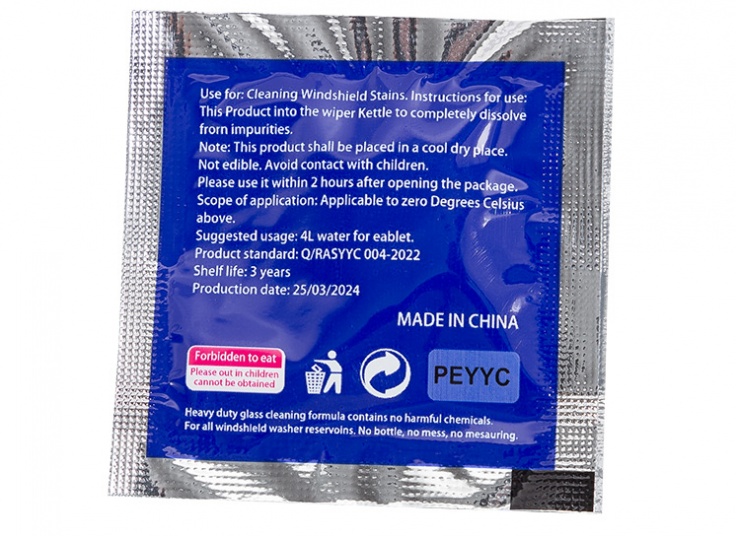 Use for: Cleaning Windshield Stains. Instructions for use:
This Product into the wiper Kettle to completely dissolve
frorn impurities.
Note: This product shall be placed in a cool dry place.
Not edible. Avoid contact with children.
Please use it within 2 hours after opening the package.
Scope of application: Applicable to zero Degrees Celsius
above.
Suggested usage: 4L water for eablet.
Product standard: Q/RASYYC 004-2022
Shelf life: 3 years
Production date: 25/03/2024
MADE IN CHINA
Forbidden to eat
Please out in children
cannot be obtained
PEYYC
Heavy duty glass cleaning formula contains no harmful chemicals.
For all windshield washer reservoins. No bottle, no mess, no mesauring.